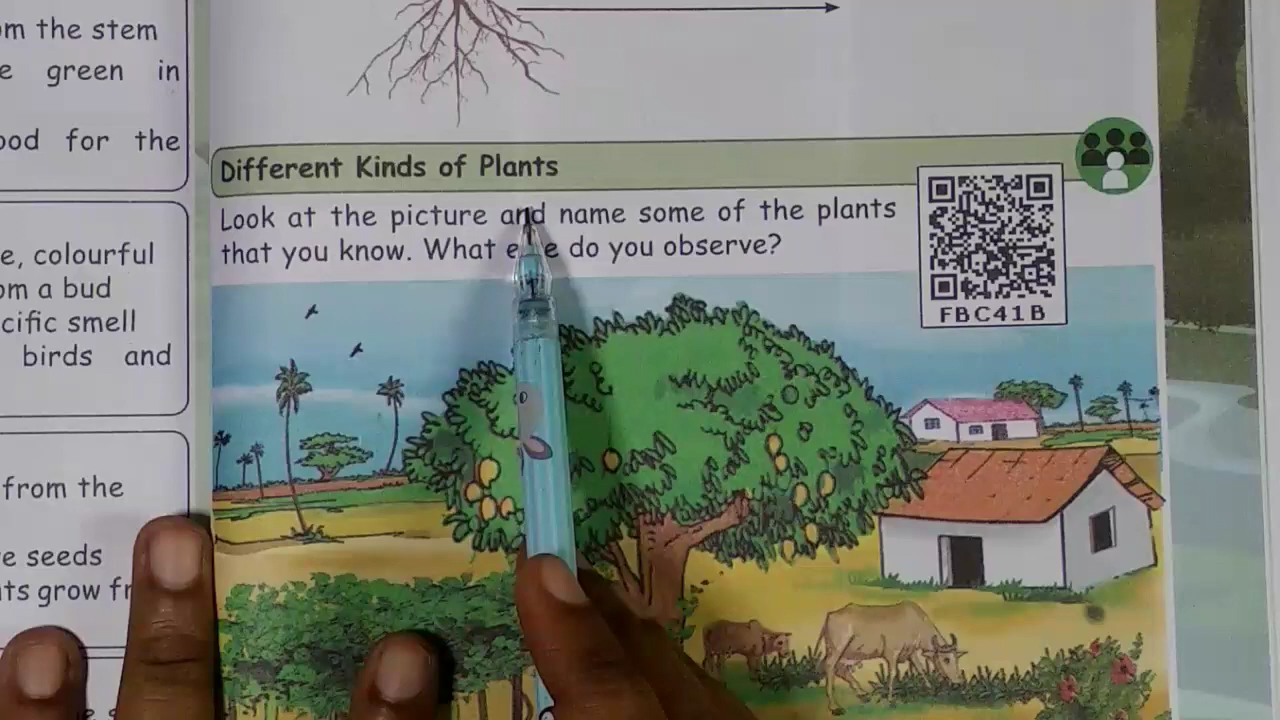 om the stem
e green in
ood for the
e, colourful
om a bud
cific smell
birds and
from the
e seeds
ts grow fr
Different Kinds of Plants
Look at the picture and name some of the plants
that you know. What else do you observe?
FBC41B